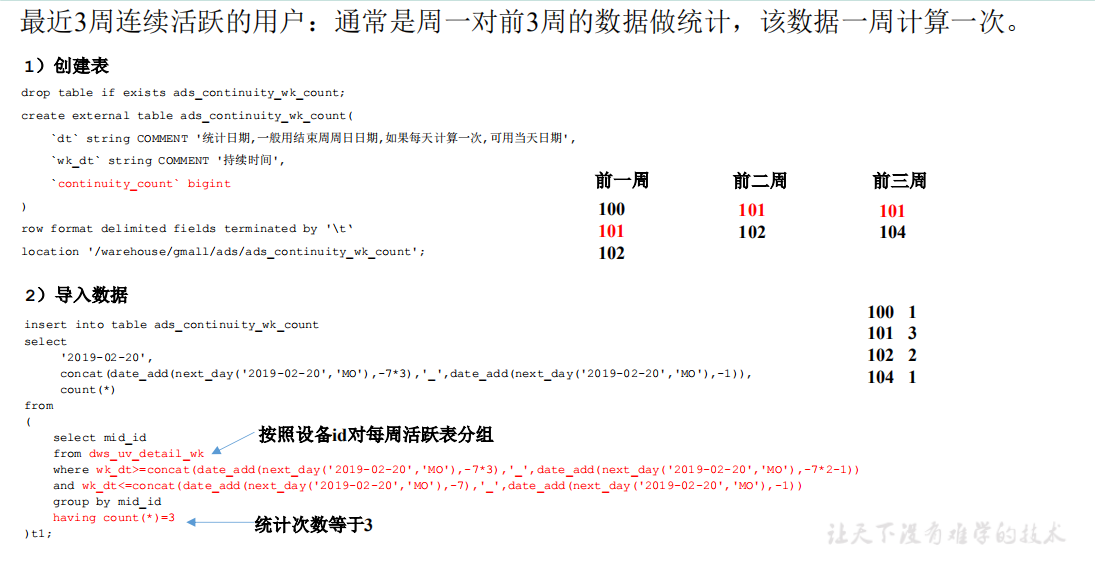 最近3周连续活跃的用户：通常是周一对前3周的数据做统计，该数据一周计算一次。
1）创建表
drop table if exists ads_continuity_wk_count;
create external table ads_continuity_wk_count(
`dt` string COMMENT '统计日期,一般用结束周周日日期,如果每天计算一次,可用当天日期',
`wk_dt` string COMMENT '持续时间',
`continuity_count` bigint
)
row format delimited fields terminated by '\t'
location '/warehouse/gmall/ads/ads_continuity_wk_count';
前一周 前二周 前三周
100 101 101
101 102 104
102
2）导入数据
insert into table ads_continuity_wk_count
select
'2019-02-20',
concat(date_add(next_day('2019-02-20','MO'),-7*3),'_',date_add(next_day('2019-02-20','MO'),-1)),
count(*)
from
(
select mid_id
from dws_uv_detail_wk
where wk_dt>=concat(date_add(next_day('2019-02-20','MO'),-7*3),'_',date_add(next_day('2019-02-20','MO'),-7*2-1))
and wk_dt<=concat(date_add(next_day('2019-02-20','MO'),-7),'_',date_add(next_day('2019-02-20','MO'),-1))
group by mid_id
having count(*)=3
)t1;
按照设备id对每周活跃表分组
统计次数等于3
100 1
101 3
102 2
104 1
让天下没有难学的技术